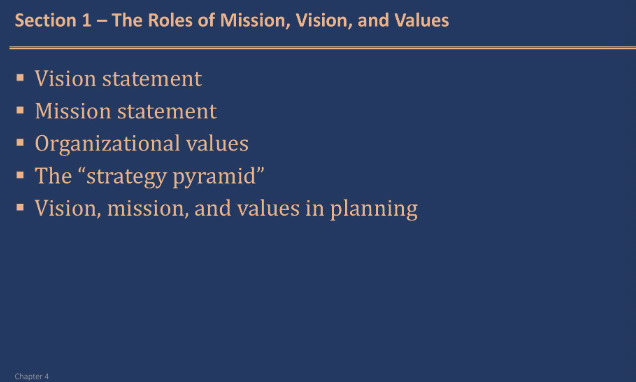 Section 1 – The Roles of Mission, Vision, and Values
▪ Vision statement
▪ Mission statement
▪ Organizational values
▪ The “strategy pyramid”
▪ Vision, mission, and values in planning
Chapter 4